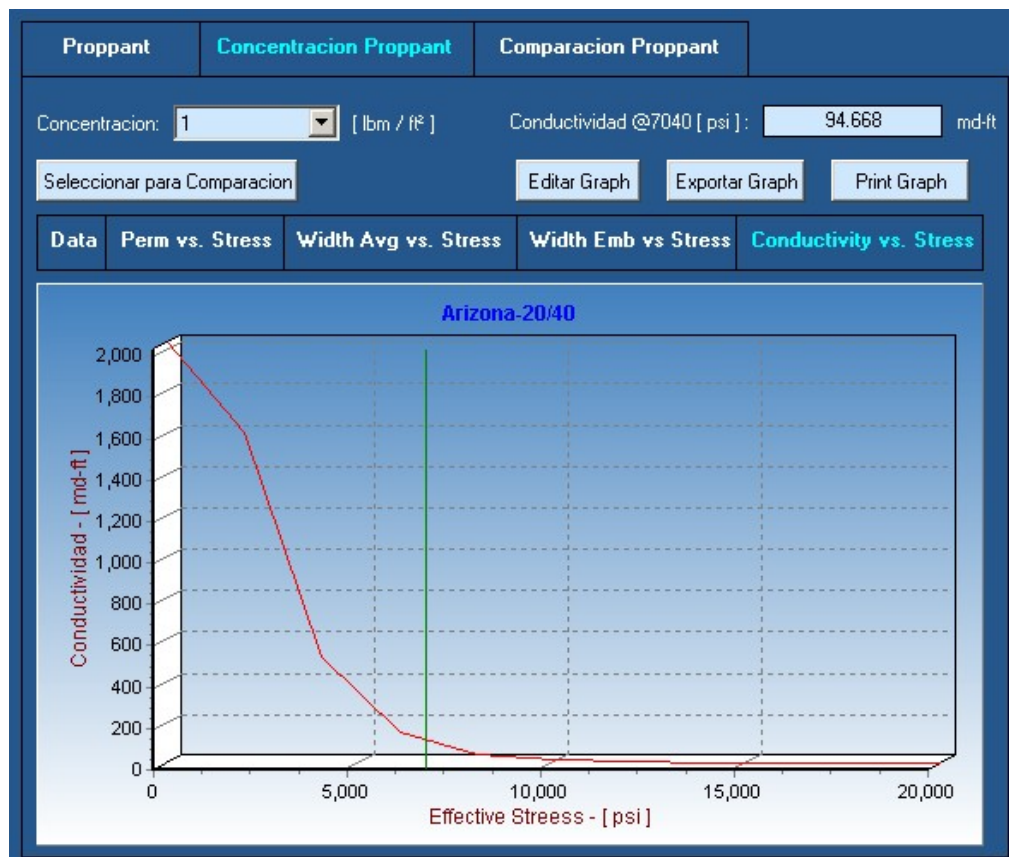 Proppant
Concentracion Proppant
Comparacion Proppant
Concentracion: 1 [ lbm / ft² ]
Conductividad @7040 [ psi ] : 94.668 md-ft
Seleccionar para Comparacion
Editar Graph
Exportar Graph
Print Graph
Data
Perm vs. Stress
Width Avg vs. Stress
Width Emb vs Stress
Conductivity vs. Stress
Arizona-20/40
Conductividad - [ md-ft ]
2,000
1,800
1,600
1,400
1,200
1,000
800
600
400
200
0
0
5,000
10,000
15,000
20,000
Effective Streess - [ psi ]